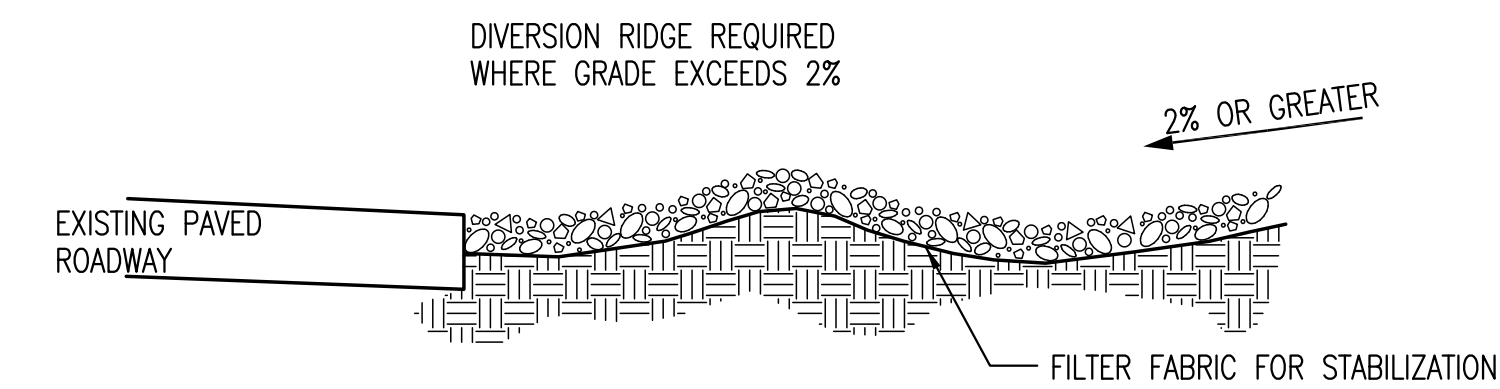 DIVERSION RIDGE REQUIRED
WHERE GRADE EXCEEDS 2%
2% OR GREATER
EXISTING PAVED
ROADWAY
FILTER FABRIC FOR STABILIZATION